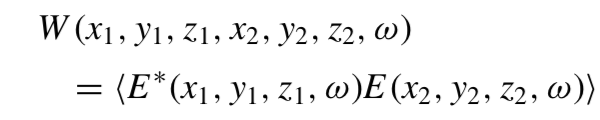 W(x₁, y₁, z₁, x₂, y₂, z₂, ω)
= ⟨E*(x₁, y₁, z₁, ω)E(x₂, y₂, z₂, ω)⟩